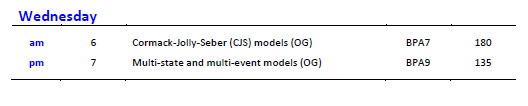 Wednesday
am 6 Cormack-Jolly-Seber (CJS) models (OG) BPA7 180
pm 7 Multi-state and multi-event models (OG) BPA9 135